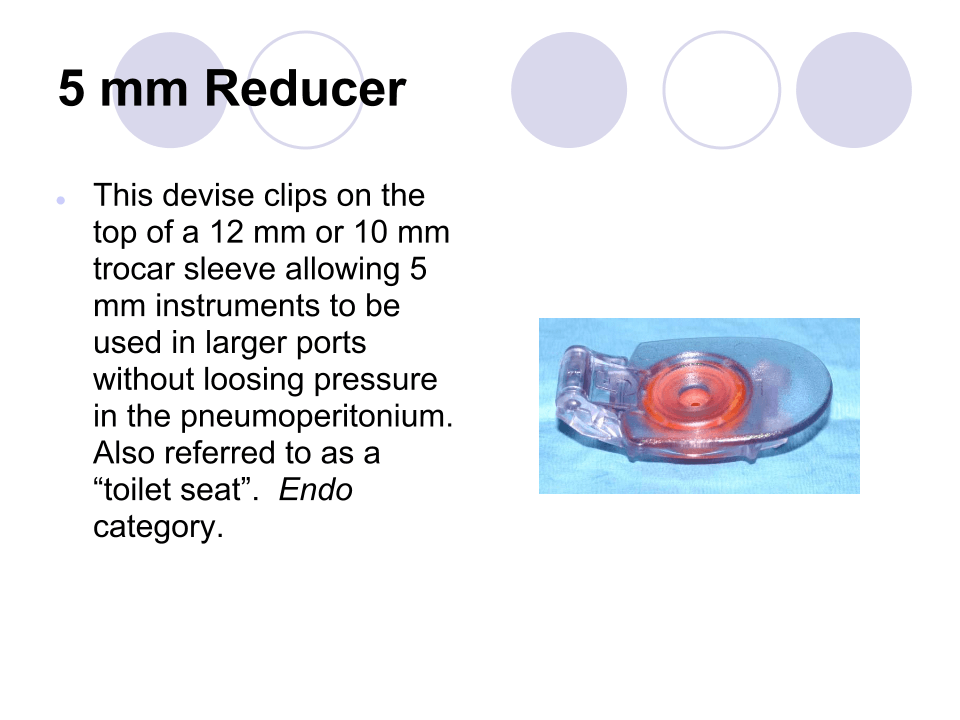 5 mm Reducer
This devise clips on the
top of a 12 mm or 10 mm
trocar sleeve allowing 5
mm instruments to be
used in larger ports
without loosing pressure
in the pneumoperitonium.
Also referred to as a
“toilet seat”.  Endo
category.